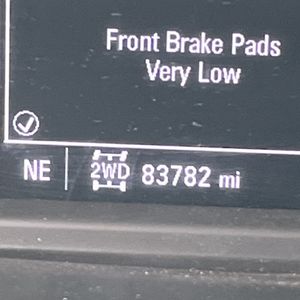 Front Brake Pads
Very Low
NE 2WD 83782 mi